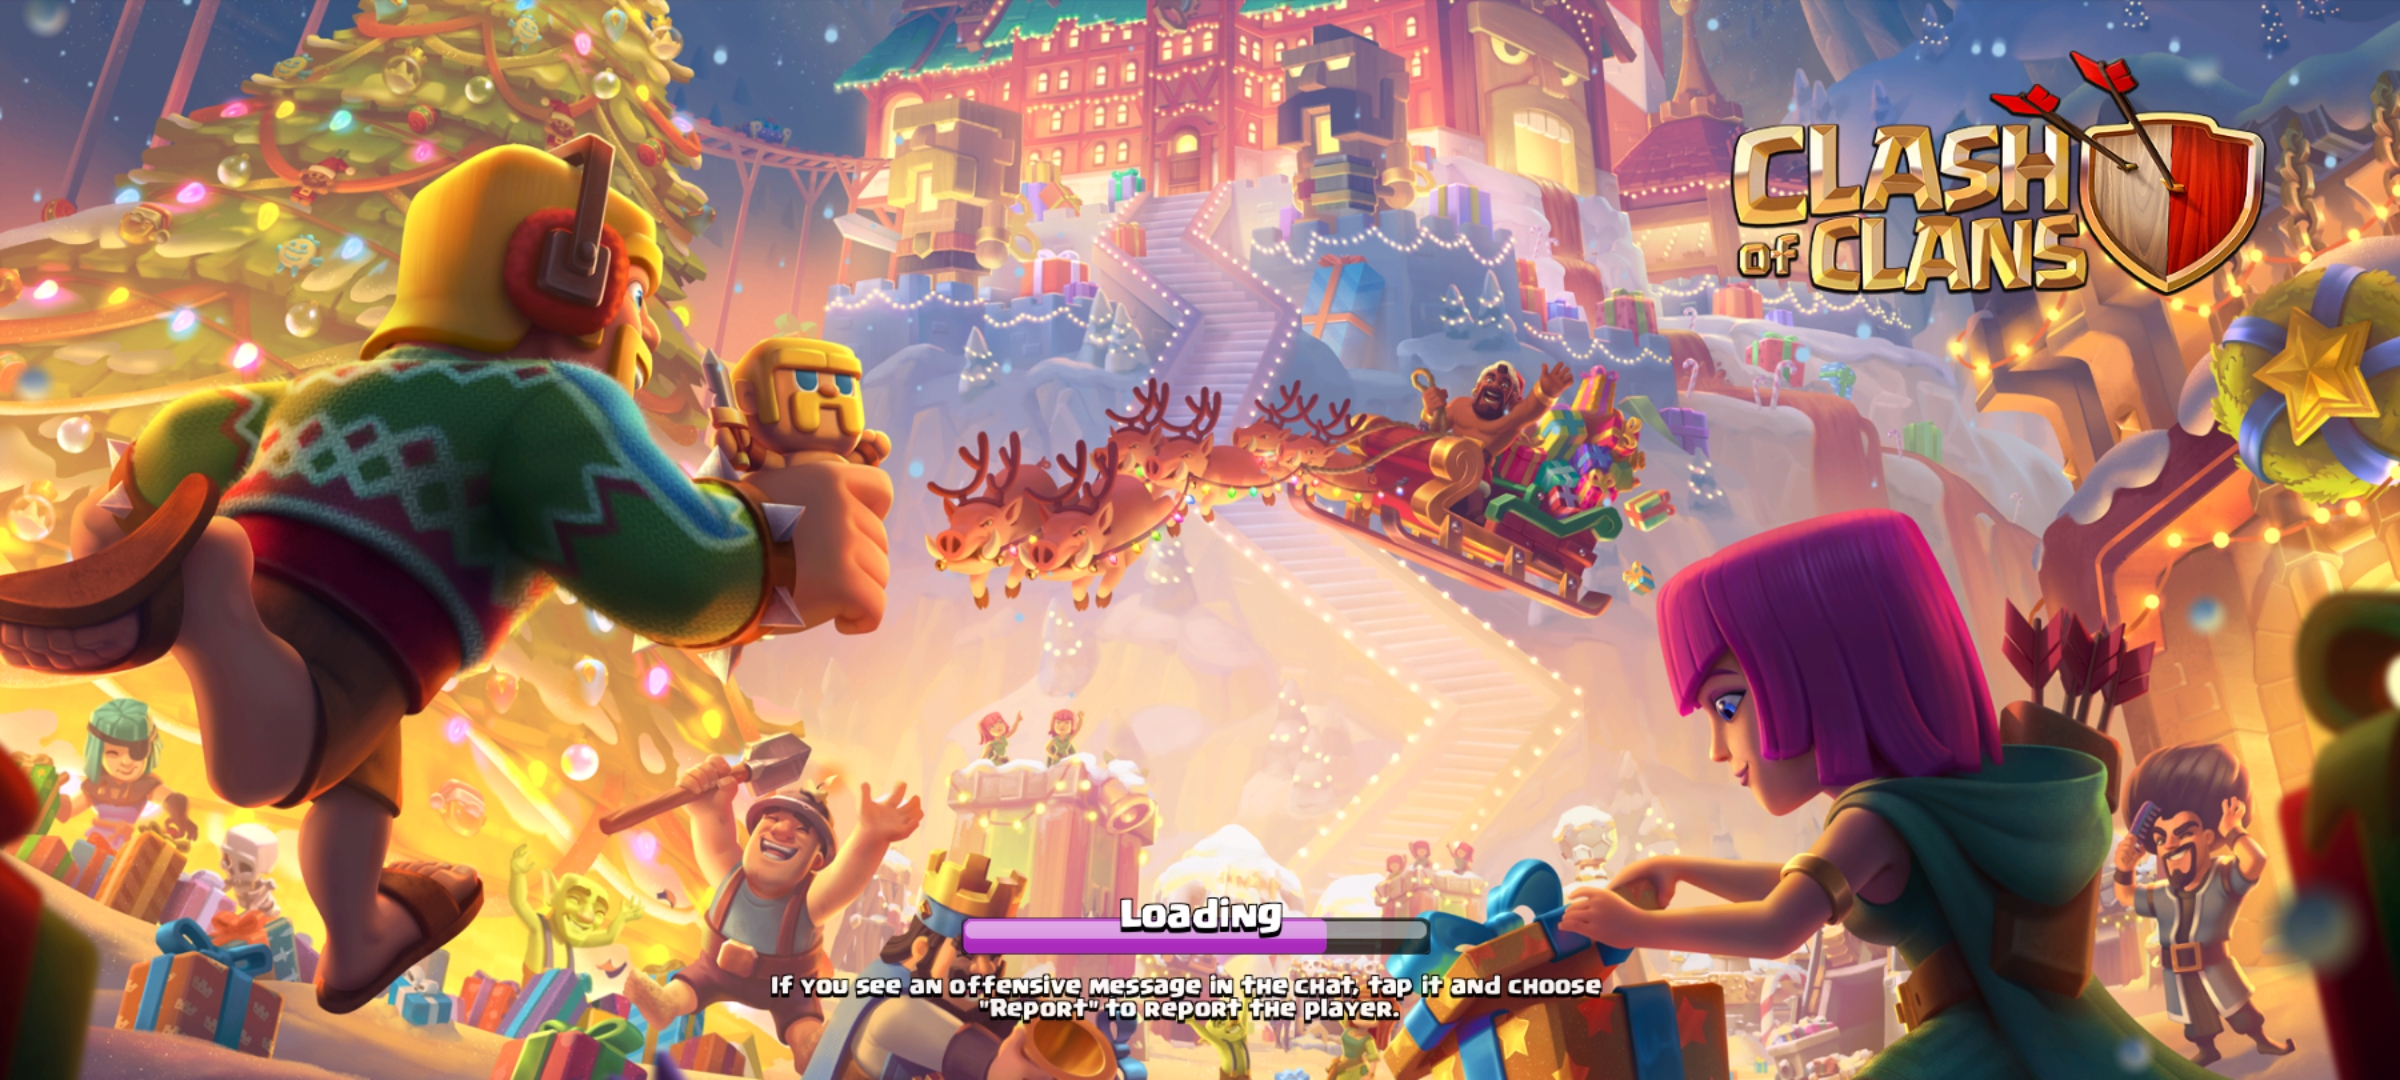 CLASH
OF CLANS
Loading
If you see an offensive message in the chat, tap it and choose
"Report" to report the player.